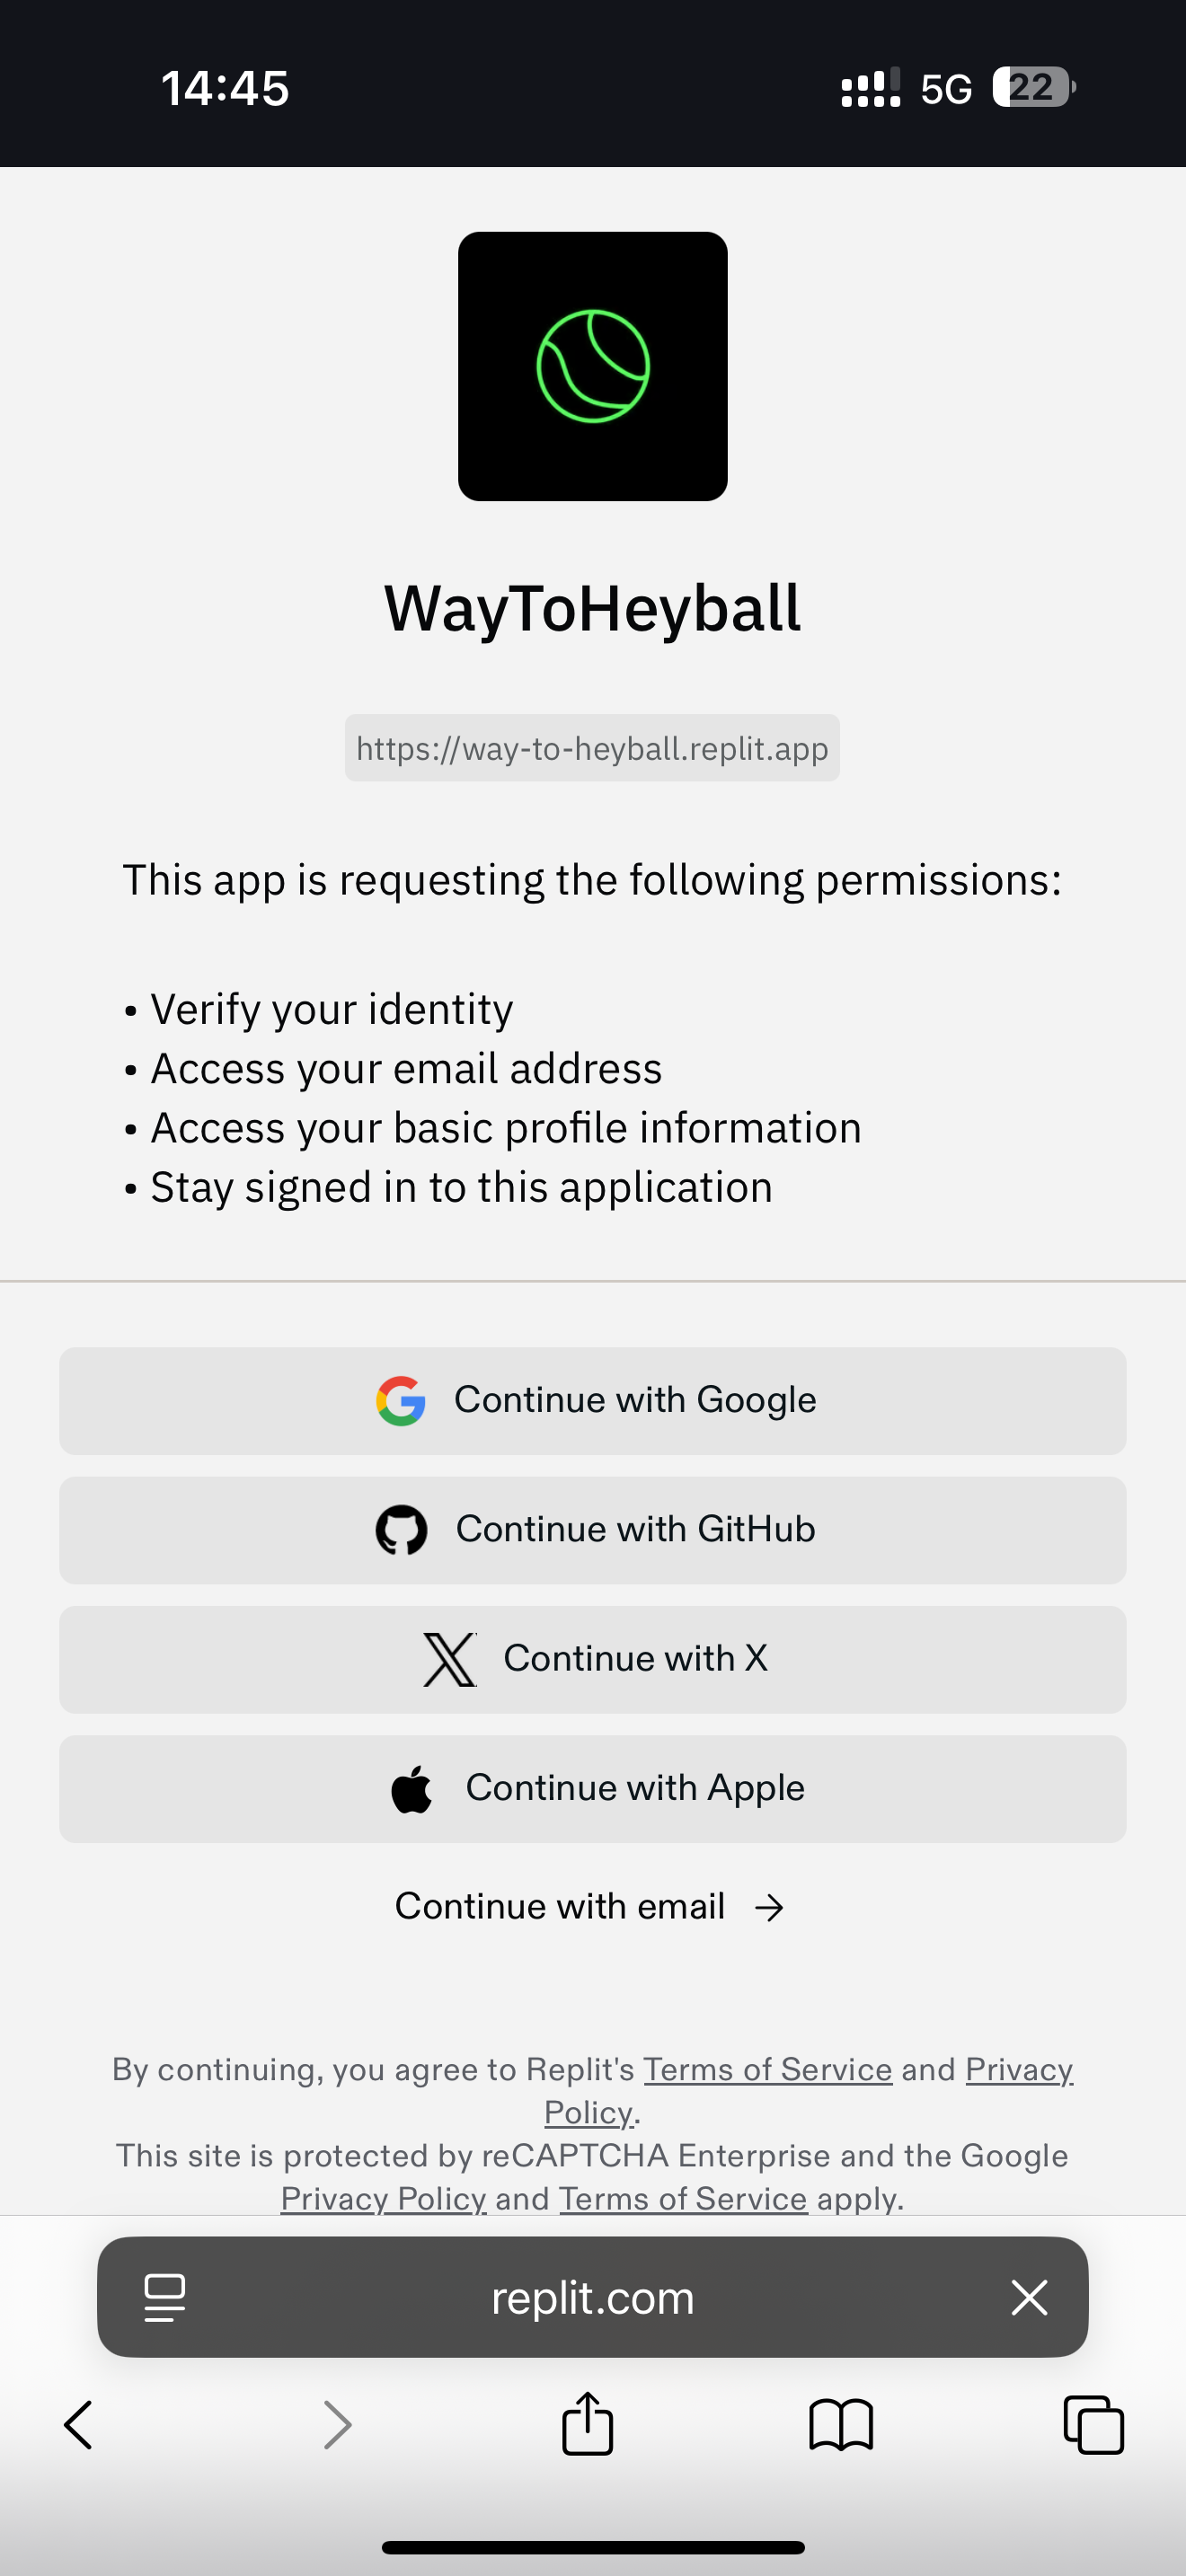 14:45
5G
22
WayToHeyball
https://way-to-heyball.replit.app
This app is requesting the following permissions:
• Verify your identity
• Access your email address
• Access your basic profile information
• Stay signed in to this application
Continue with Google
Continue with GitHub
Continue with X
Continue with Apple
Continue with email →
By continuing, you agree to Replit's Terms of Service and Privacy
Policy.
This site is protected by reCAPTCHA Enterprise and the Google
Privacy Policy and Terms of Service apply.
replit.com